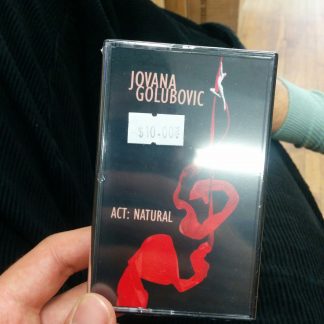 JOVANA
GOLUBOVIC
$10.00
ACT: NATURAL